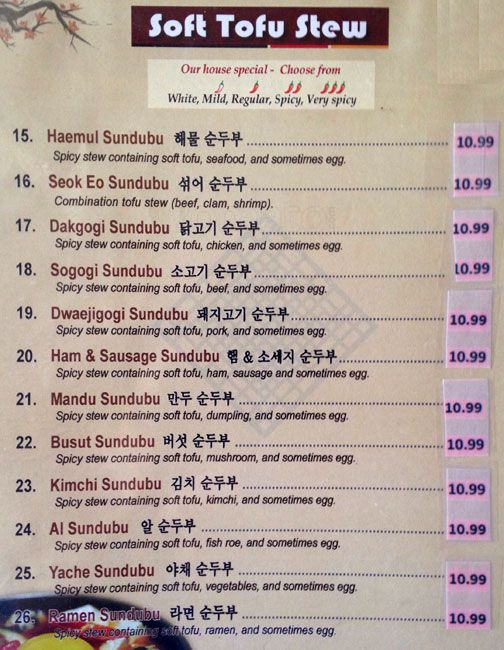 Soft Tofu Stew
Our house special - Choose from
White, Mild, Regular, Spicy, Very spicy
15. Haemul Sundubu 해물 순두부 10.99
Spicy stew containing soft tofu, seafood, and sometimes egg.
16. Seok Eo Sundubu 섞어 순두부 10.99
Combination tofu stew (beef, clam, shrimp).
17. Dakgogi Sundubu 닭고기 순두부 10.99
Spicy stew containing soft tofu, chicken, and sometimes egg.
18. Sogogi Sundubu 소고기 순두부 10.99
Spicy stew containing soft tofu, beef, and sometimes egg.
19. Dwaejigogi Sundubu 돼지고기 순두부 10.99
Spicy stew containing soft tofu, pork, and sometimes egg.
20. Ham & Sausage Sundubu 햄 & 소세지 순두부 10.99
Spicy stew containing soft tofu, ham, sausage and sometimes egg.
21. Mandu Sundubu 만두 순두부 10.99
Spicy stew containing soft tofu, dumpling, and sometimes egg.
22. Busut Sundubu 버섯 순두부 10.99
Spicy stew containing soft tofu, mushroom, and sometimes egg.
23. Kimchi Sundubu 김치 순두부 10.99
Spicy stew containing soft tofu, kimchi, and sometimes egg.
24. Al Sundubu 알 순두부 10.99
Spicy stew containing soft tofu, fish roe, and sometimes egg.
25. Yache Sundubu 야채 순두부 10.99
Spicy stew containing soft tofu, vegetables, and sometimes egg.
26. Ramen Sundubu 라면 순두부 10.99
Spicy stew containing soft tofu, ramen, and sometimes egg.